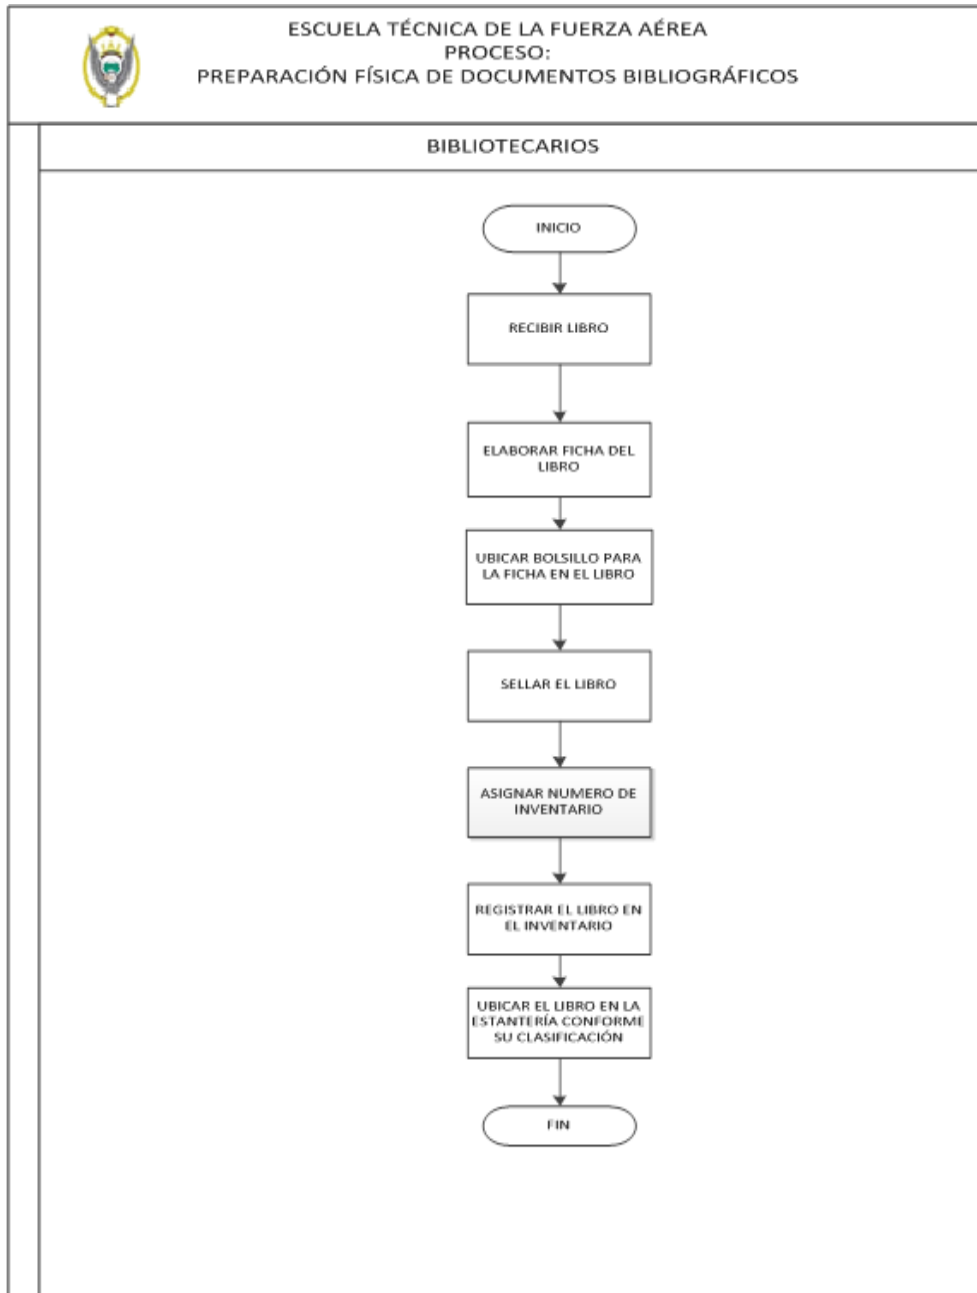 ESCUELA TÉCNICA DE LA FUERZA AÉREA
PROCESO:
PREPARACIÓN FÍSICA DE DOCUMENTOS BIBLIOGRÁFICOS
BIBLIOTECARIOS
INICIO
RECIBIR LIBRO
ELABORAR FICHA DEL
LIBRO
UBICAR BOLSILLO PARA
LA FICHA EN EL LIBRO
SELLAR EL LIBRO
ASIGNAR NUMERO DE
INVENTARIO
REGISTRAR EL LIBRO EN
EL INVENTARIO
UBICAR EL LIBRO EN LA
ESTANTERÍA CONFORME
SU CLASIFICACIÓN
FIN